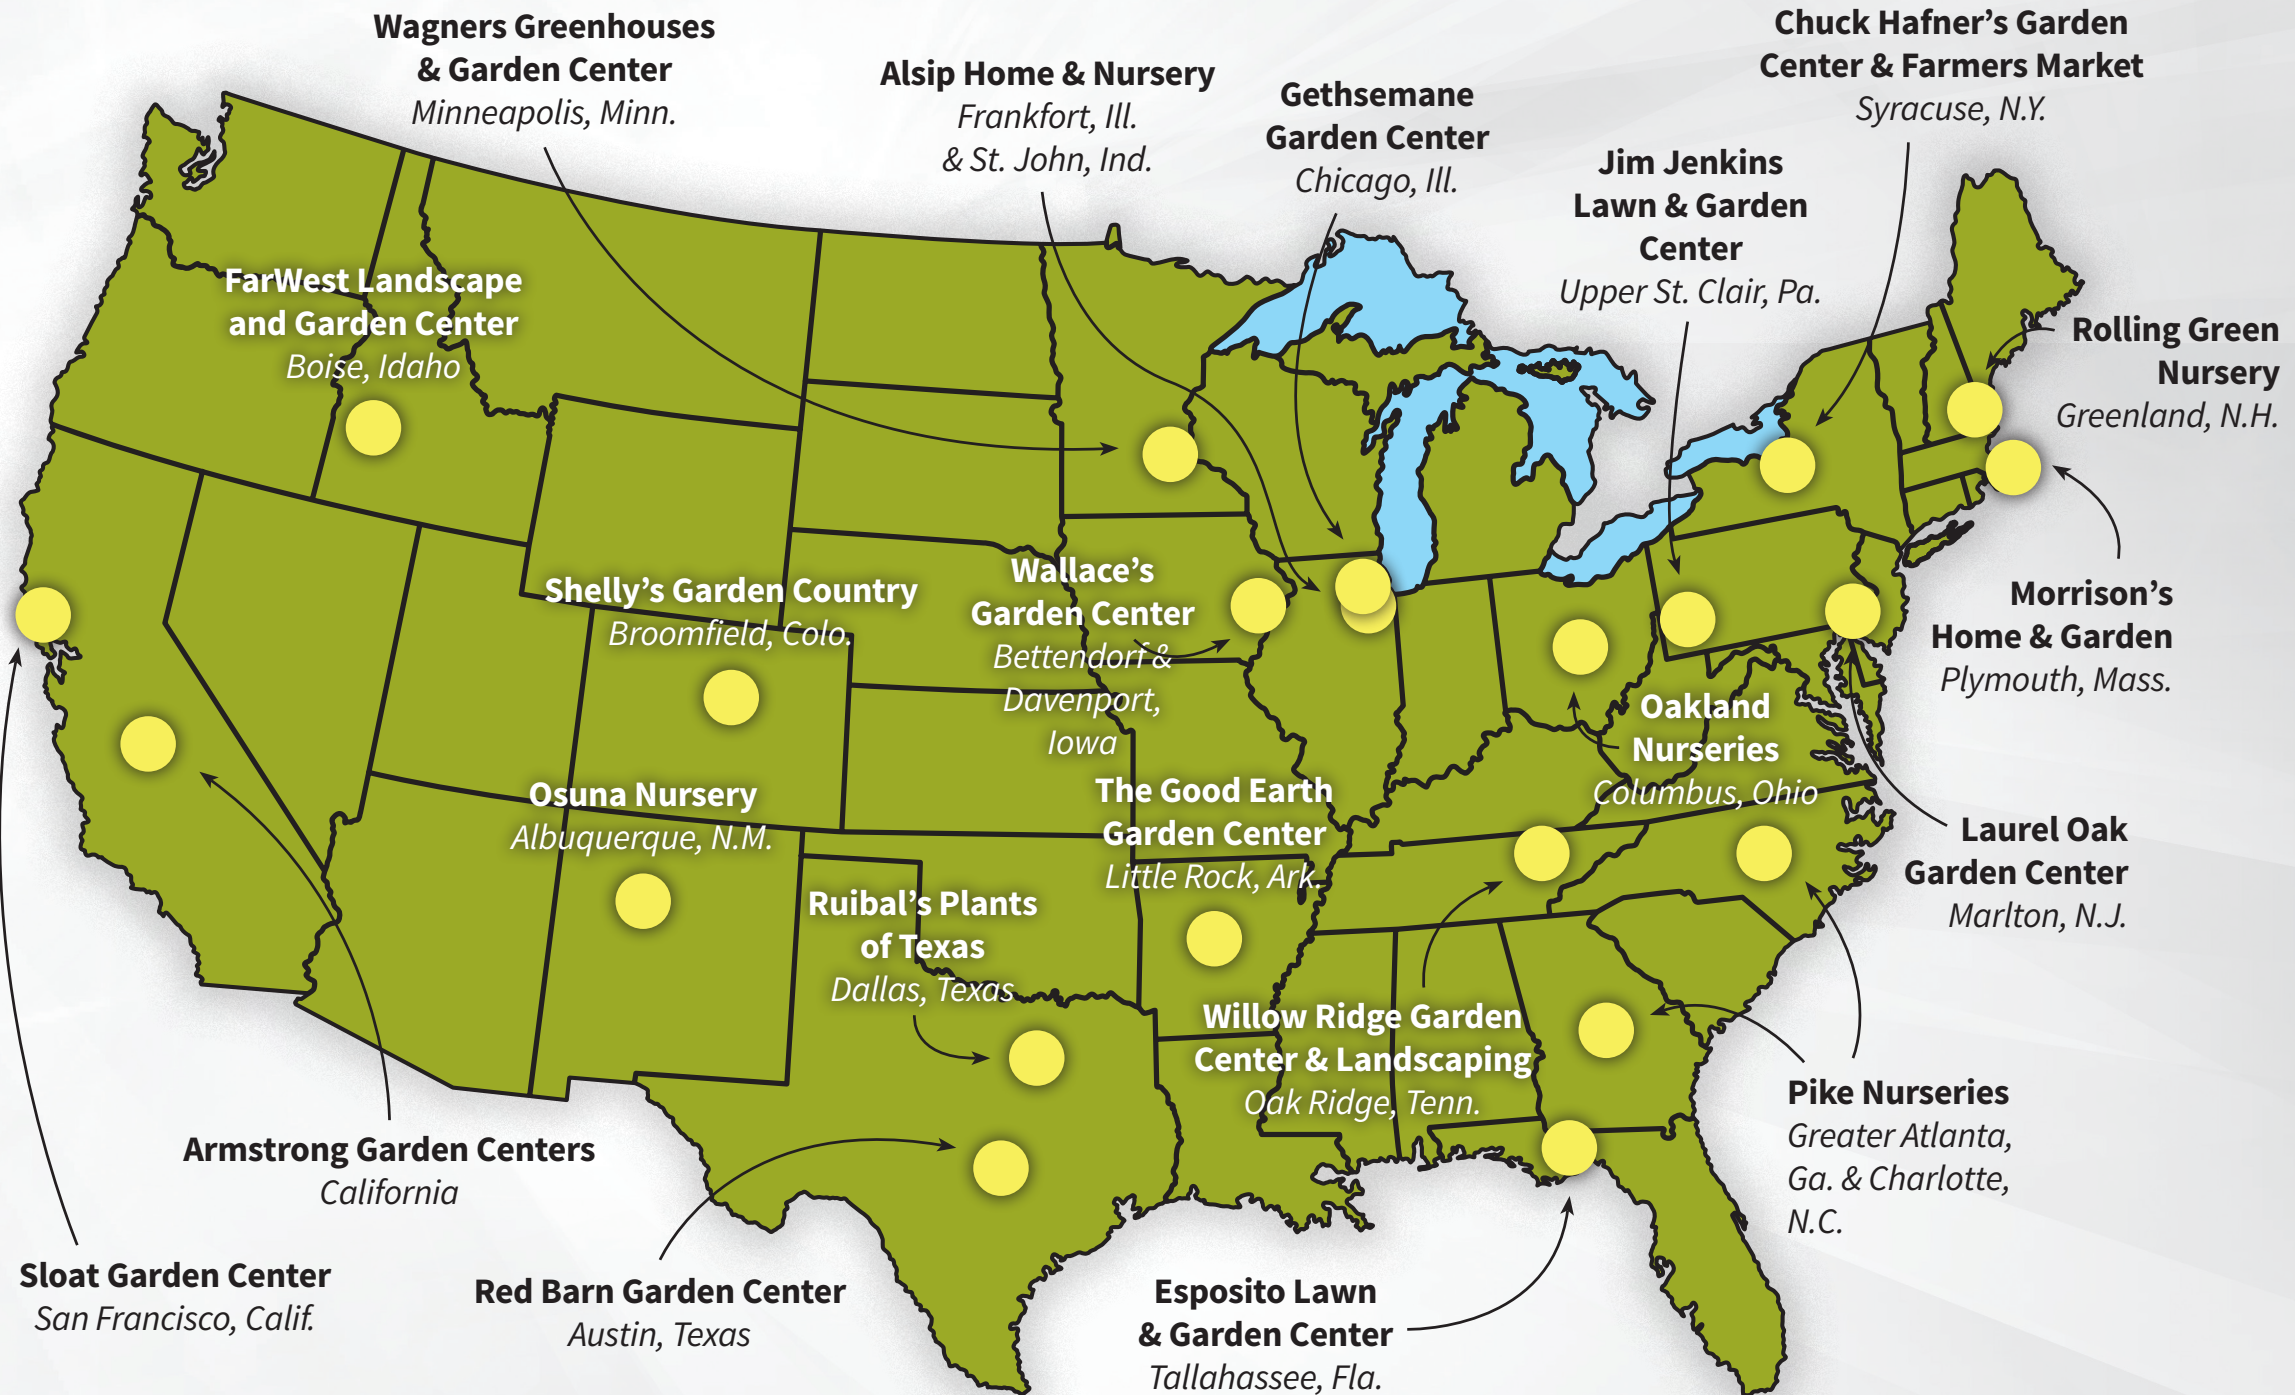 Wagners Greenhouses
& Garden Center
Minneapolis, Minn.
Alsip Home & Nursery
Frankfort, Ill.
& St. John, Ind.
Gethsemane
Garden Center
Chicago, Ill.
Chuck Hafner’s Garden
Center & Farmers Market
Syracuse, N.Y.
Jim Jenkins
Lawn & Garden
Center
Upper St. Clair, Pa.
FarWest Landscape
and Garden Center
Boise, Idaho
Rolling Green
Nursery
Greenland, N.H.
Shelly’s Garden Country
Broomfield, Colo.
Wallace’s
Garden Center
Bettendorf &
Davenport,
Iowa
Morrison’s
Home & Garden
Plymouth, Mass.
Oakland
Nurseries
Columbus, Ohio
Osuna Nursery
Albuquerque, N.M.
The Good Earth
Garden Center
Little Rock, Ark.
Laurel Oak
Garden Center
Marlton, N.J.
Ruibal’s Plants
of Texas
Dallas, Texas
Willow Ridge Garden
Center & Landscaping
Oak Ridge, Tenn.
Pike Nurseries
Greater Atlanta,
Ga. & Charlotte,
N.C.
Armstrong Garden Centers
California
Sloat Garden Center
San Francisco, Calif.
Red Barn Garden Center
Austin, Texas
Esposito Lawn
& Garden Center
Tallahassee, Fla.